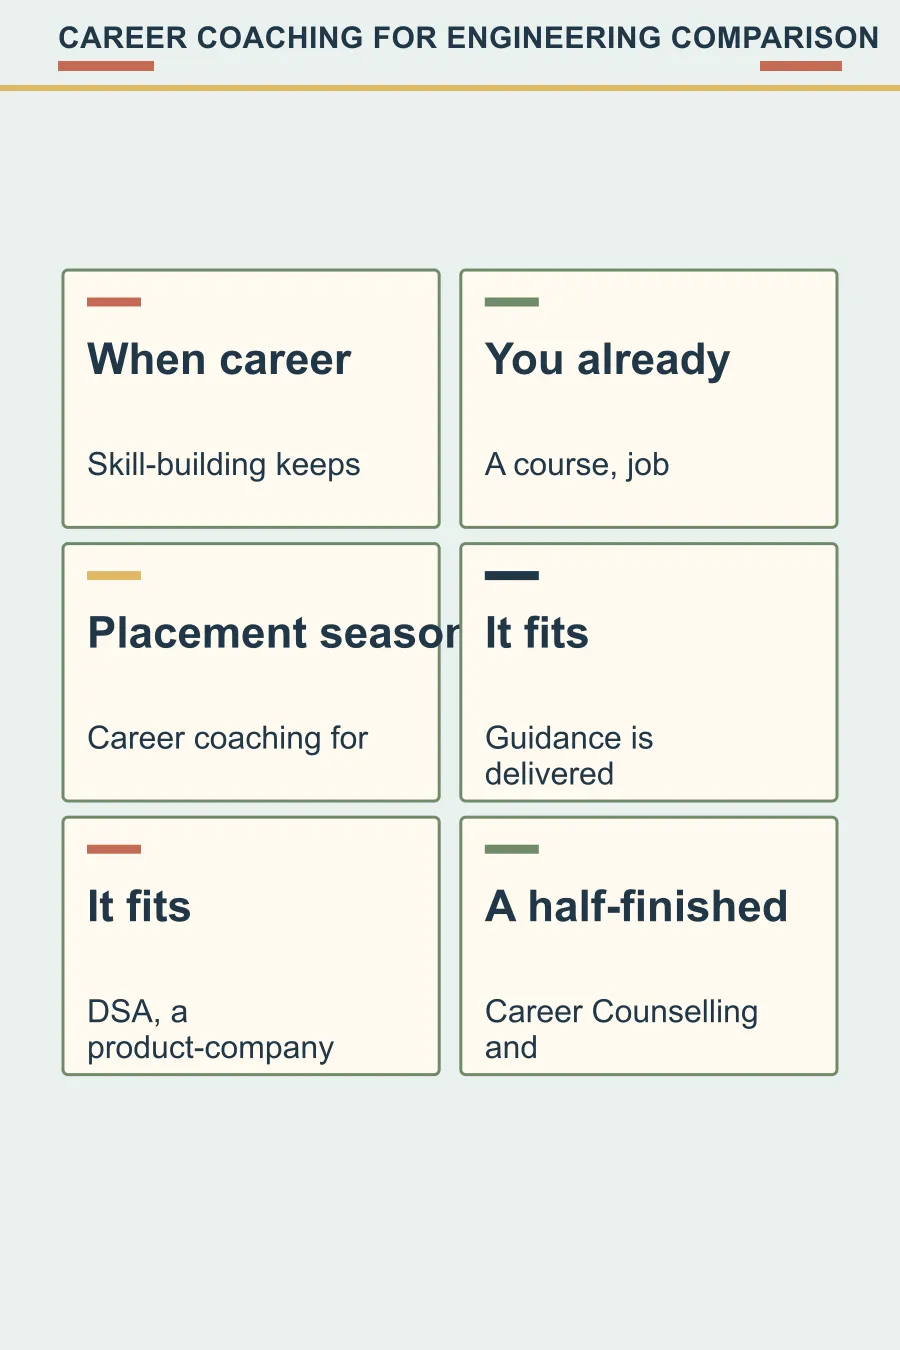 CAREER COACHING FOR ENGINEERING COMPARISON
When career
Skill-building keeps
You already
A course, job
Placement season
Career coaching for
It fits
Guidance is
delivered
It fits
DSA, a
product-company
A half-finished
Career Counselling
and